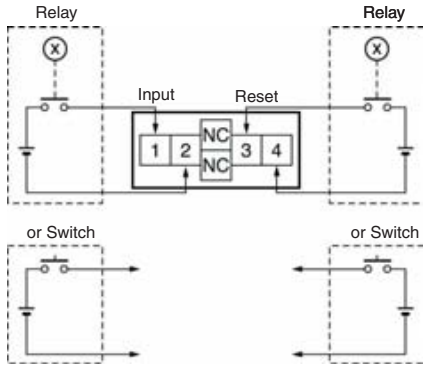 Relay Relay
X X
Input Reset
NC
1 2 3 4
NC
or Switch or Switch